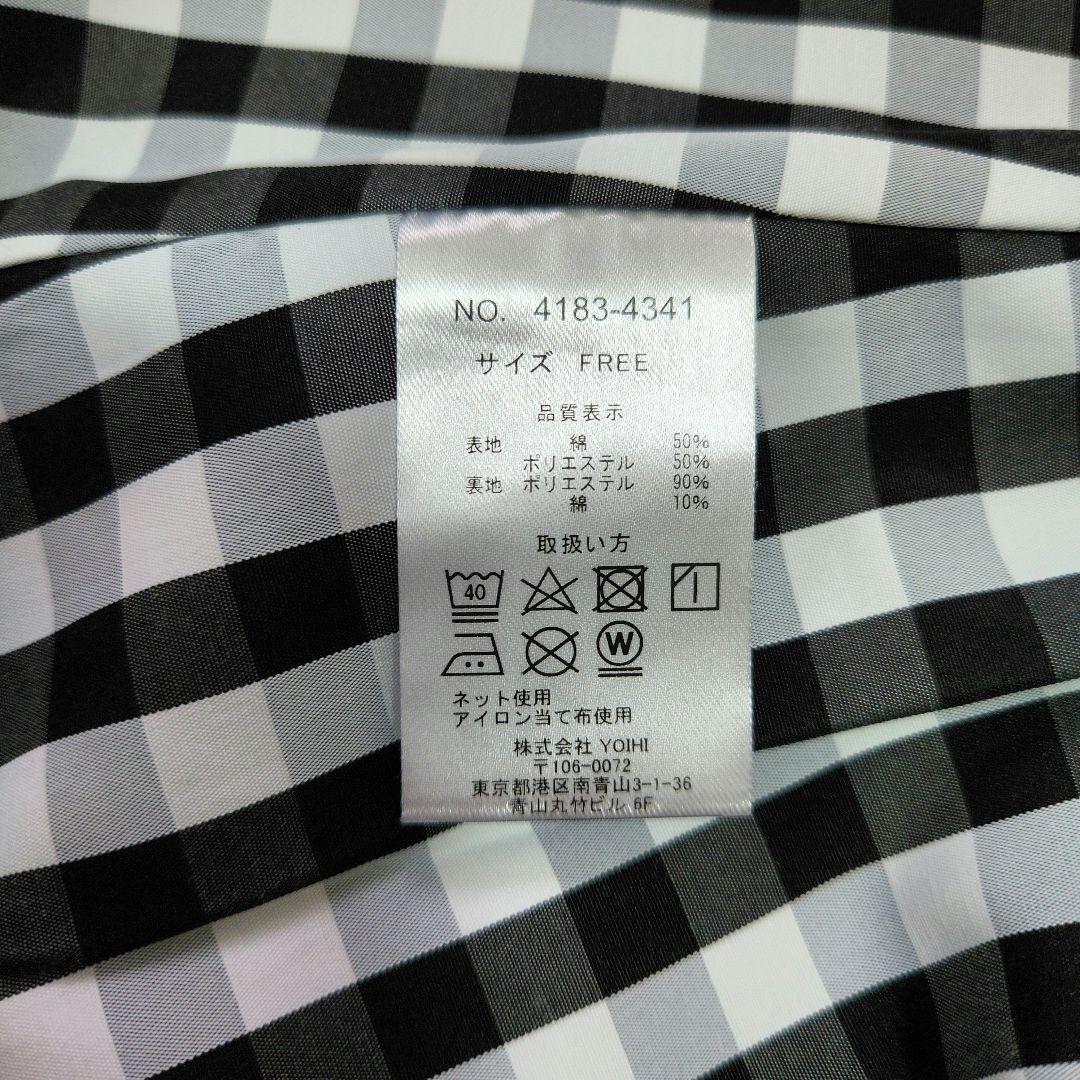 NO. 4183-4341
サイズ FREE
品質表示
表地 綿 50%
ポリエステル 50%
裏地 ポリエステル 90%
綿 10%
取扱い方
40
W
ネット使用
アイロン当て布使用
株式会社 YOIHI
〒106-0072
東京都港区南青山3-1-36
青山丸竹ビル 6F